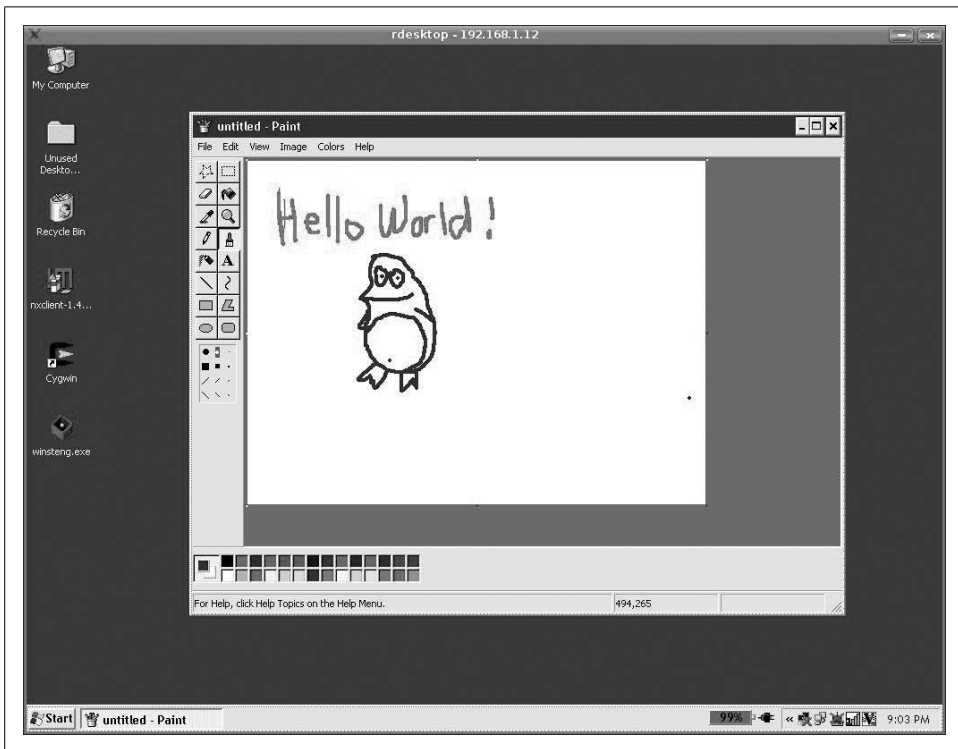 rdesktop - 192.168.1.12
My Computer
Unused
Deskto...
Recycle Bin
nxclient-1.4...
Cygwin
winsteng.exe
untitled - Paint
File Edit View Image Colors Help
A
Hello World!
For Help, click Help Topics on the Help Menu.
494,265
Start
untitled - Paint
99%
«
9:03 PM